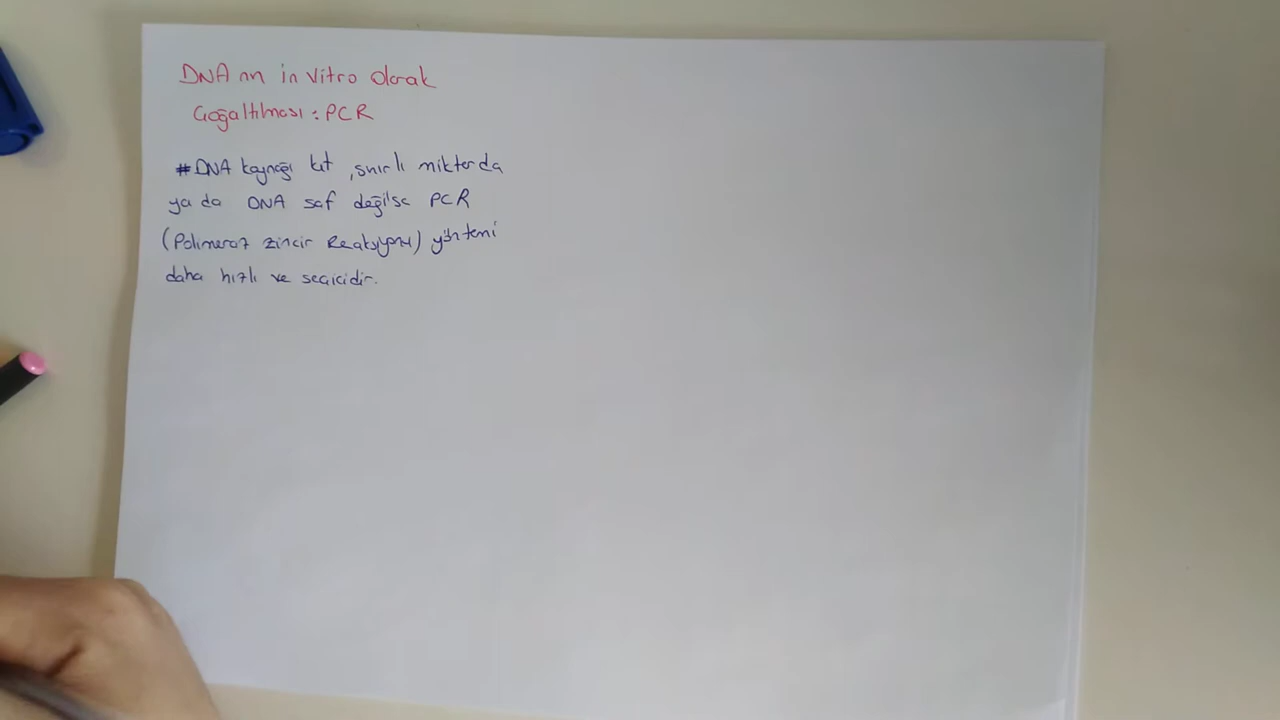 DNA nın in vitro olarak
Çoğaltılması : PCR
# DNA kaynağı kıt , sınırlı miktarda
ya da DNA saf değilse PCR
(Polimeraz zincir Reaksiyonu) yöntemi
daha hızlı ve seçicidir.